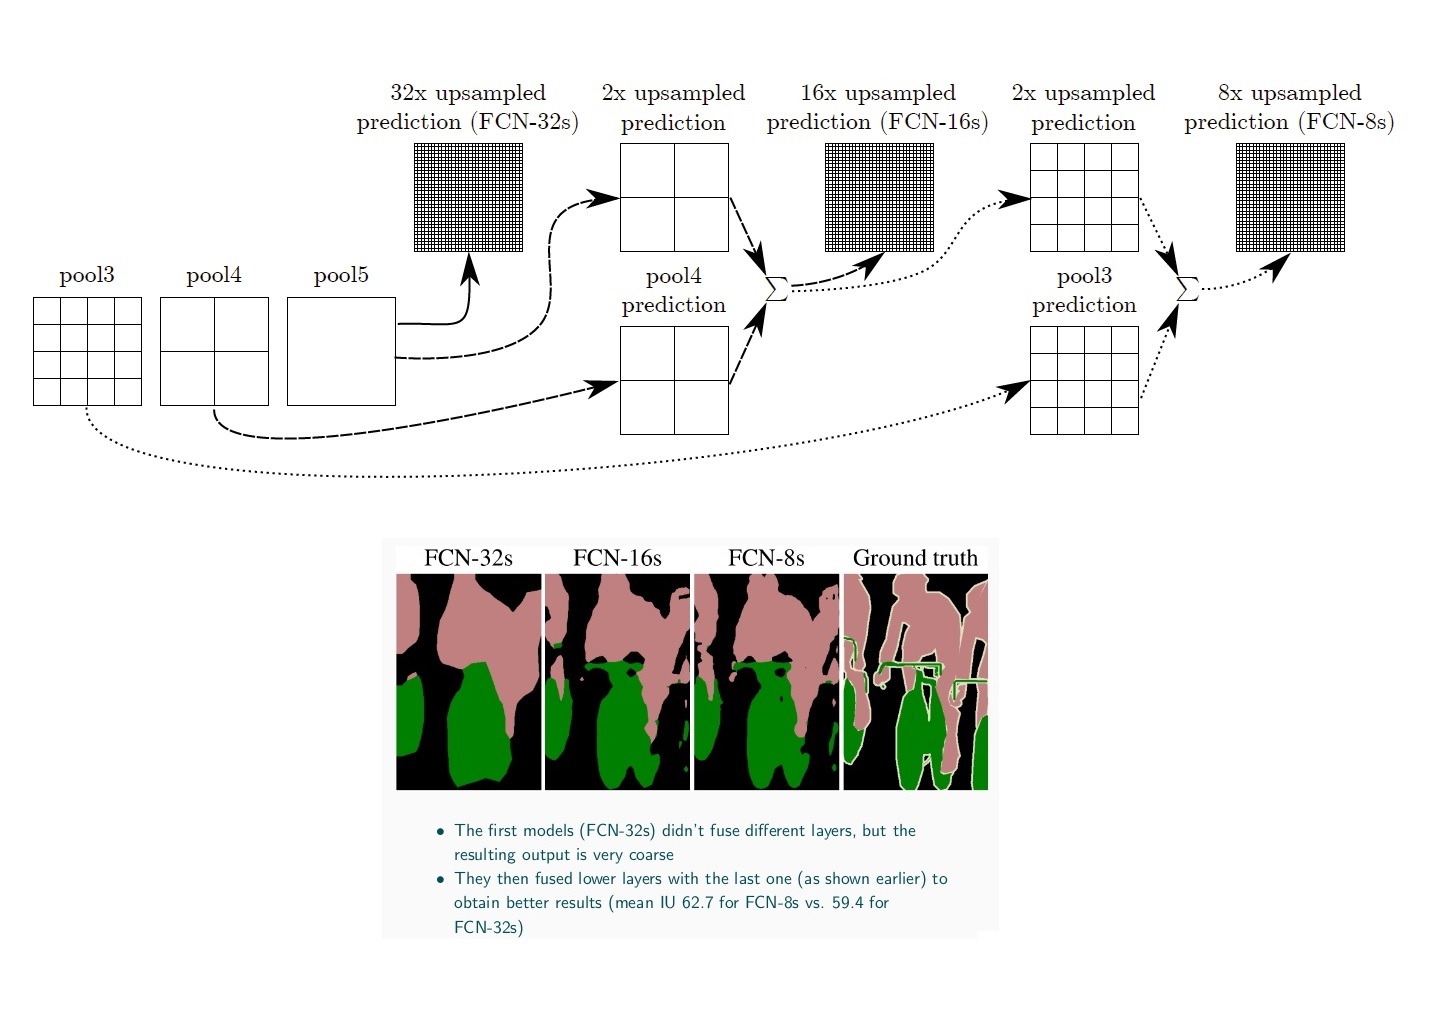 32x upsampled
prediction (FCN-32s)
2x upsampled
prediction
16x upsampled
prediction (FCN-16s)
2x upsampled
prediction
8x upsampled
prediction (FCN-8s)
pool3
pool4
pool5
pool4
prediction
∑
pool3
prediction
∑
FCN-32s
FCN-16s
FCN-8s
Ground truth
• The first models (FCN-32s) didn't fuse different layers, but the
resulting output is very coarse
• They then fused lower layers with the last one (as shown earlier) to
obtain better results (mean IU 62.7 for FCN-8s vs. 59.4 for
FCN-32s)